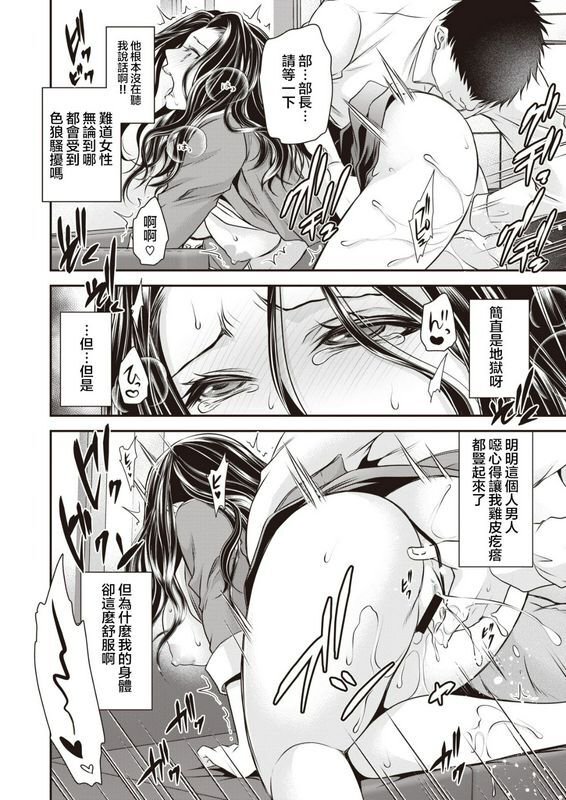 部…部長…
請等一下
他根本沒在聽
我說話啊!!
難道女性
無論到哪
都會受到
色狼騷擾嗎
啊啊♡
簡直是地獄呀
…但…但是
明明這個人男人
噁心得讓我雞皮疙瘩
都豎起來了
但為什麼我的身體
卻這麼舒服啊